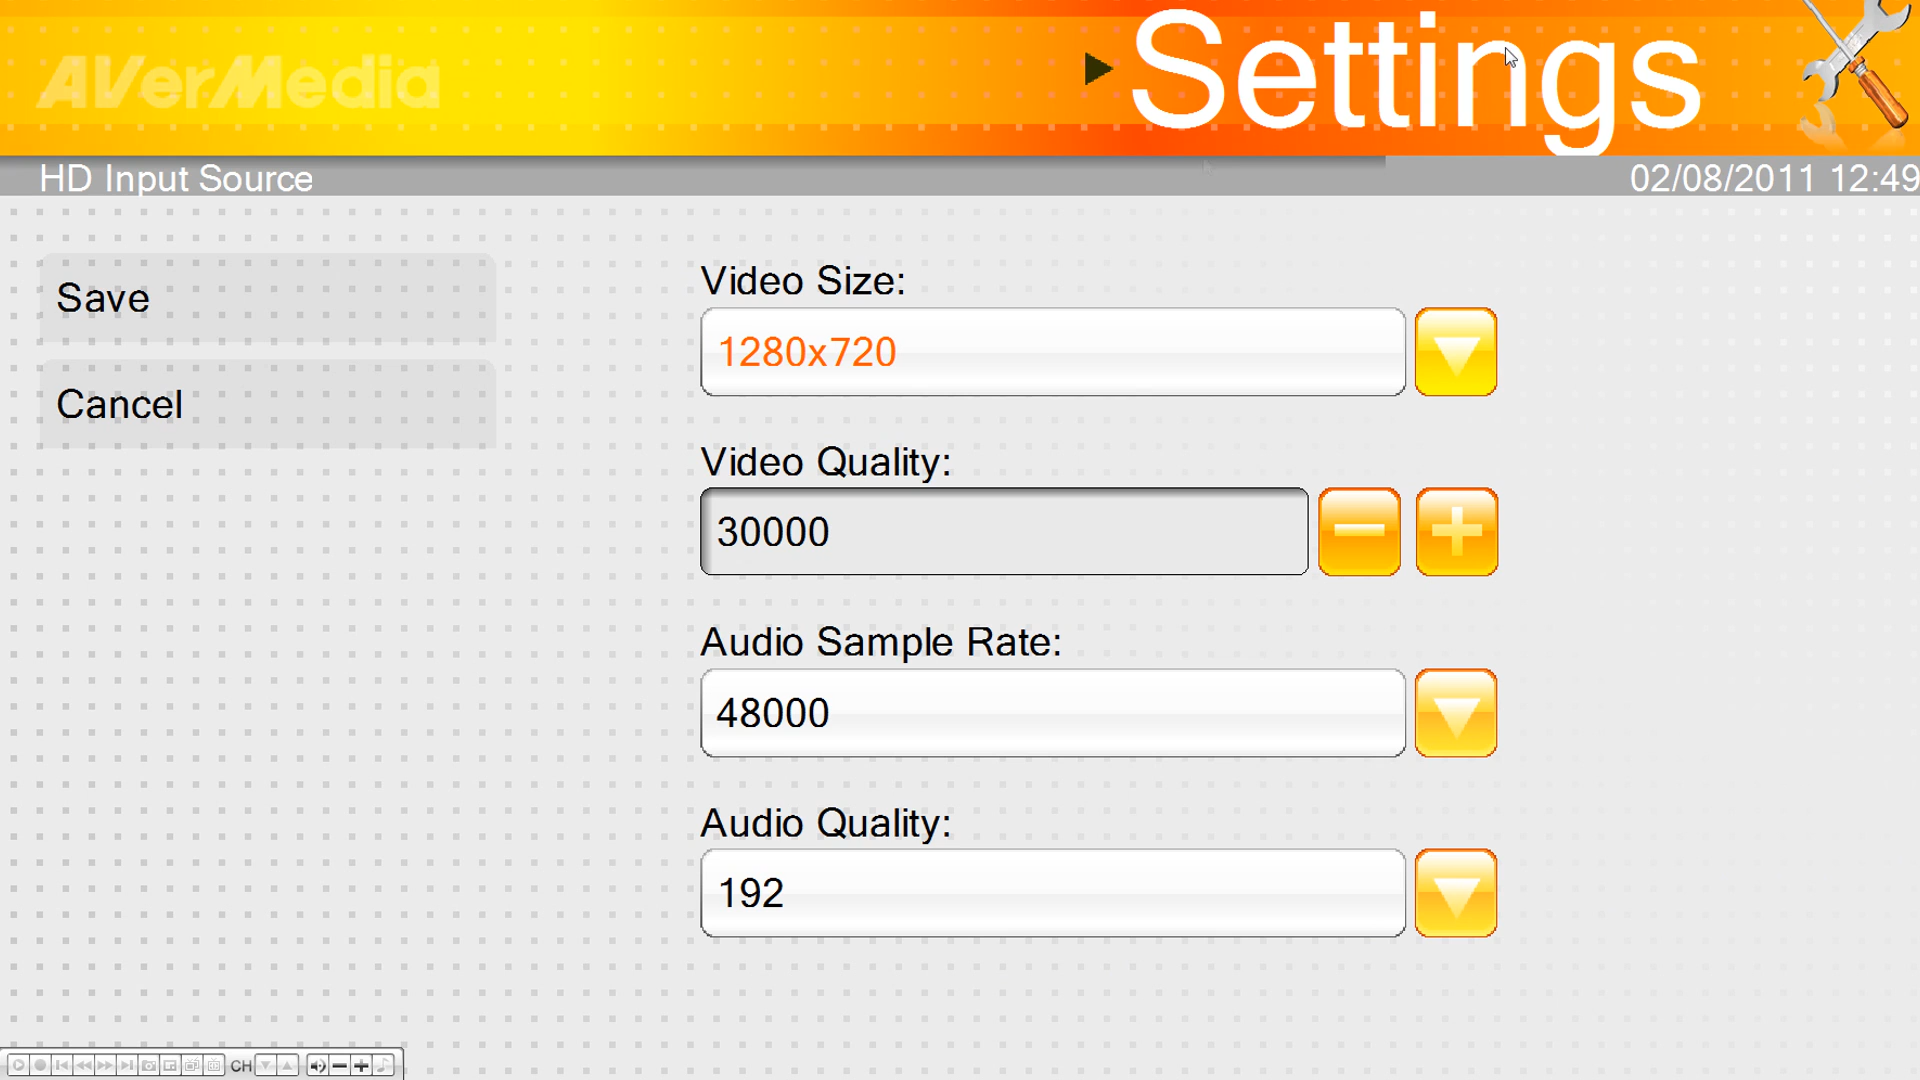 AVerMedia
Settings
HD Input Source
02/08/2011 12:49
Save
Cancel
Video Size:
1280x720
Video Quality:
30000
Audio Sample Rate:
48000
Audio Quality:
192
CH